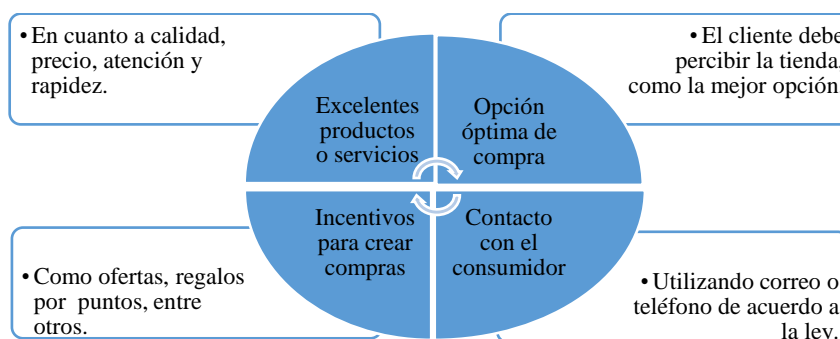 • En cuanto a calidad,
precio, atención y
rapidez.
• El cliente debe
percibir la tienda,
como la mejor opción
Excelentes
productos
o servicios
Opción
óptima de
compra
Incentivos
para crear
compras
Contacto
con el
consumidor
• Como ofertas, regalos
por puntos, entre
otros.
• Utilizando correo o
teléfono de acuerdo a
la ley.